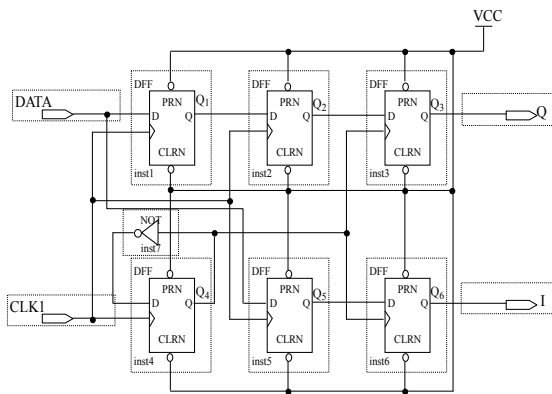 VCC
DFF
PRN
D
Q
CLRN
inst1
Q1
DFF
PRN
D
Q
CLRN
inst2
Q2
DFF
PRN
D
Q
CLRN
inst3
Q3
DATA
Q
NOT
inst7
DFF
PRN
D
Q
CLRN
inst4
Q4
DFF
PRN
D
Q
CLRN
inst5
Q5
DFF
PRN
D
Q
CLRN
inst6
Q6
CLK1
I